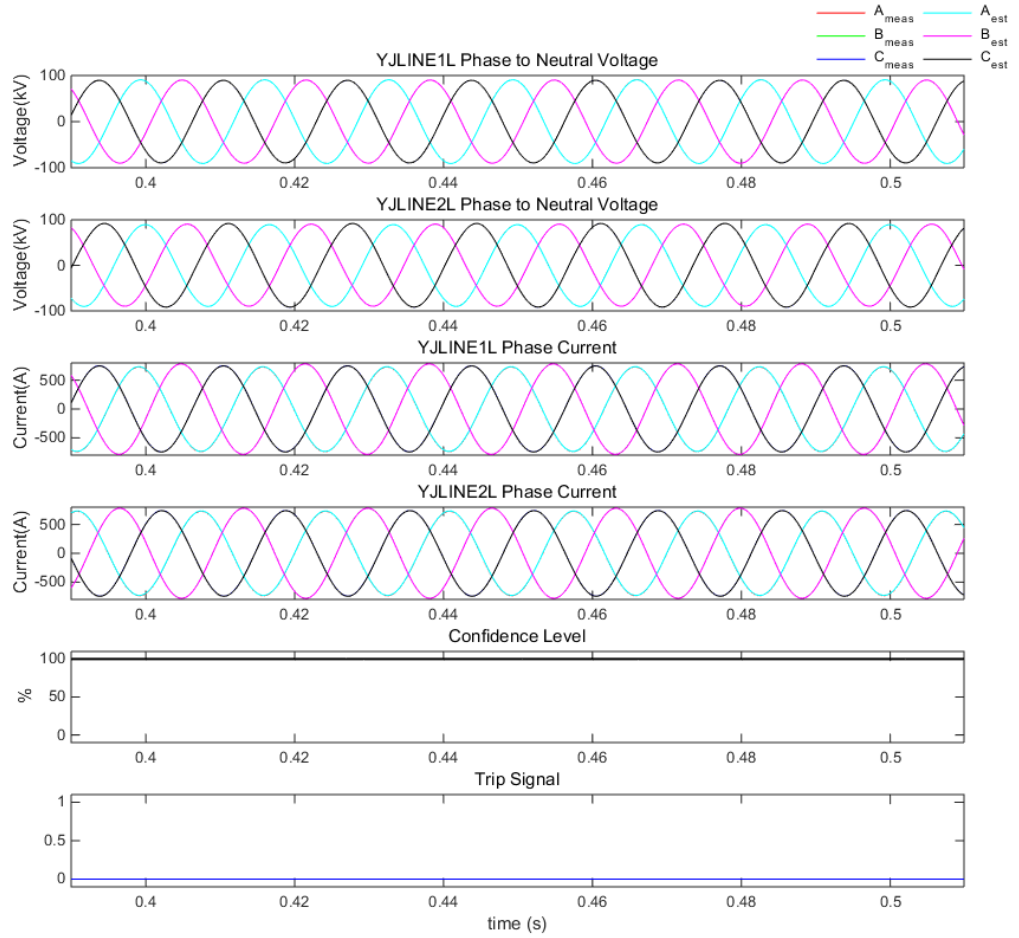 A_meas A_est
B_meas B_est
C_meas C_est
YJLINE1L Phase to Neutral Voltage
Voltage(kV)
100
0
-100
0.4 0.42 0.44 0.46 0.48 0.5
YJLINE2L Phase to Neutral Voltage
Voltage(kV)
100
0
-100
0.4 0.42 0.44 0.46 0.48 0.5
YJLINE1L Phase Current
Current(A)
500
0
-500
0.4 0.42 0.44 0.46 0.48 0.5
YJLINE2L Phase Current
Current(A)
500
0
-500
0.4 0.42 0.44 0.46 0.48 0.5
Confidence Level
%
100
50
0
0.4 0.42 0.44 0.46 0.48 0.5
Trip Signal
1
0.5
0
0.4 0.42 0.44 0.46 0.48 0.5
time (s)